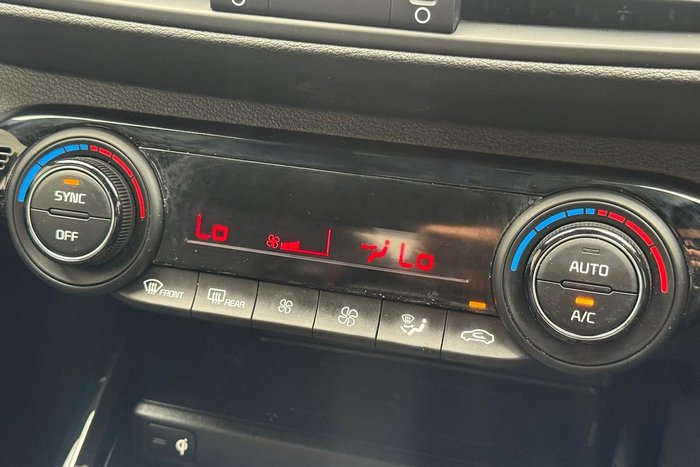 SYNC
OFF
Lo
Lo
AUTO
A/C
FRONT
REAR